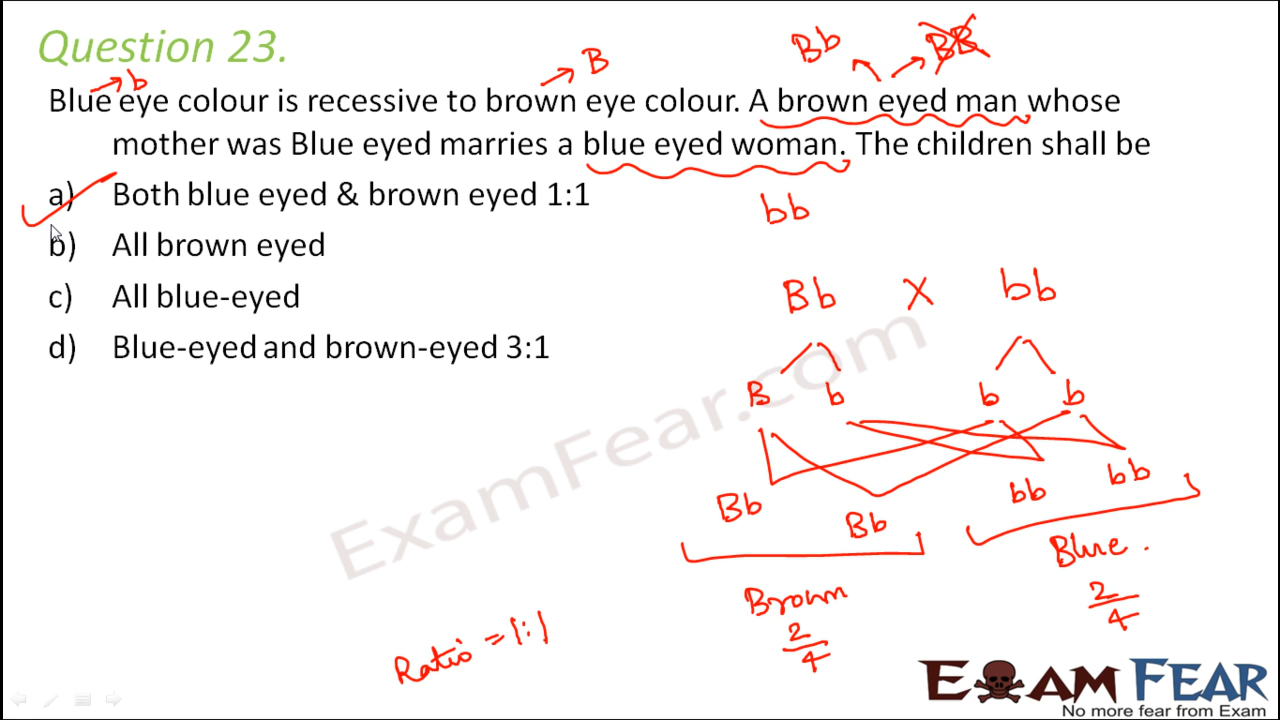 Question 23.
b
B
Bb
BB
Blue eye colour is recessive to brown eye colour. A brown eyed man whose
mother was Blue eyed marries a blue eyed woman. The children shall be
a) Both blue eyed & brown eyed 1:1
bb
b) All brown eyed
c) All blue-eyed
Bb X bb
d) Blue-eyed and brown-eyed 3:1
B b b b
Bb Bb bb bb
Brown Blue.
2/4 2/4
Ratio = 1:1
ExamFear.com
EXAM FEAR
No more fear from Exam